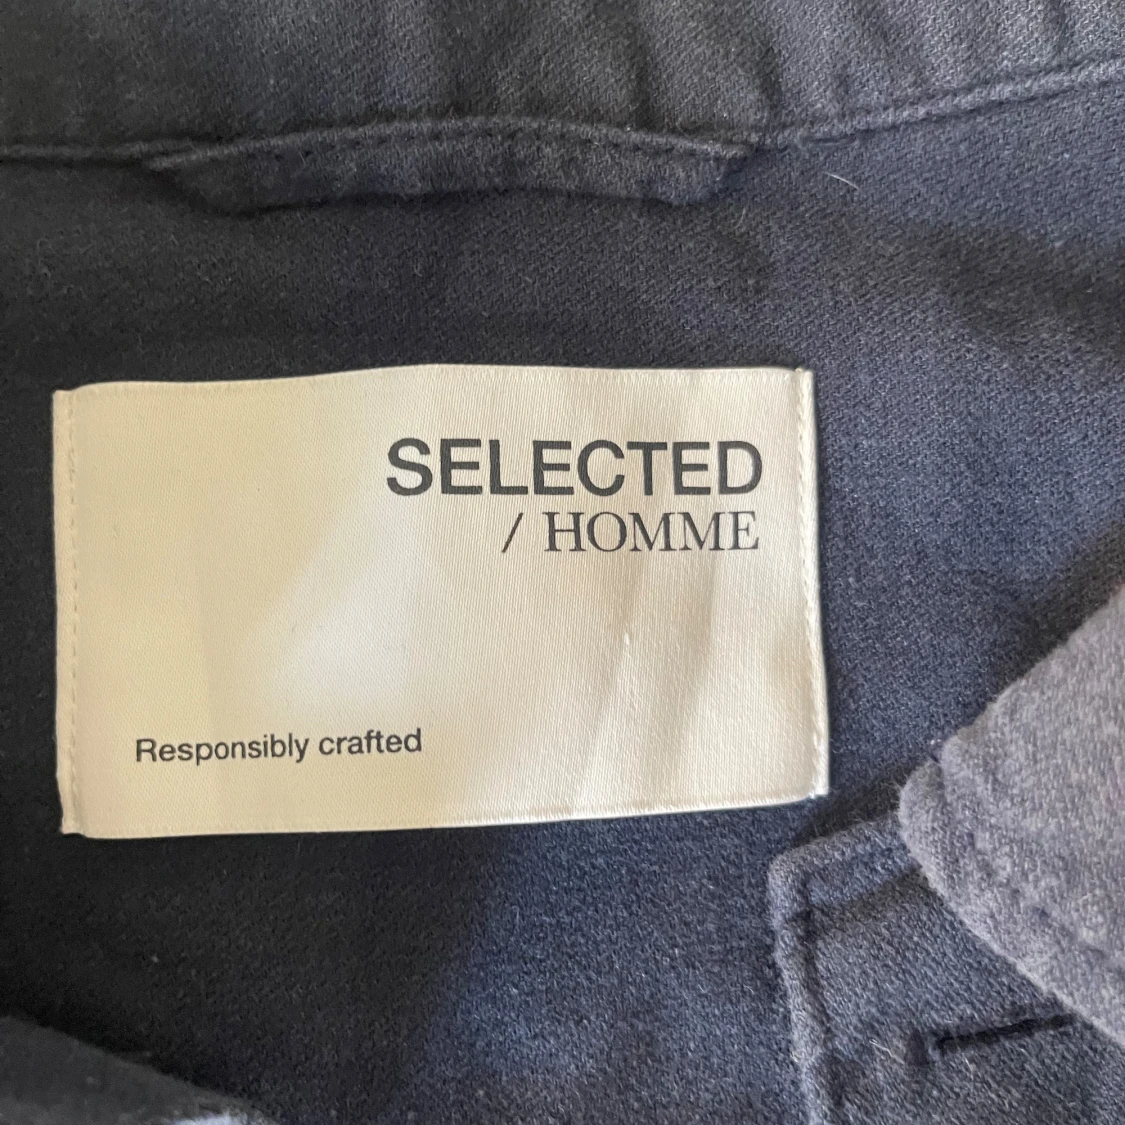 SELECTED
/ HOMME
Responsibly crafted